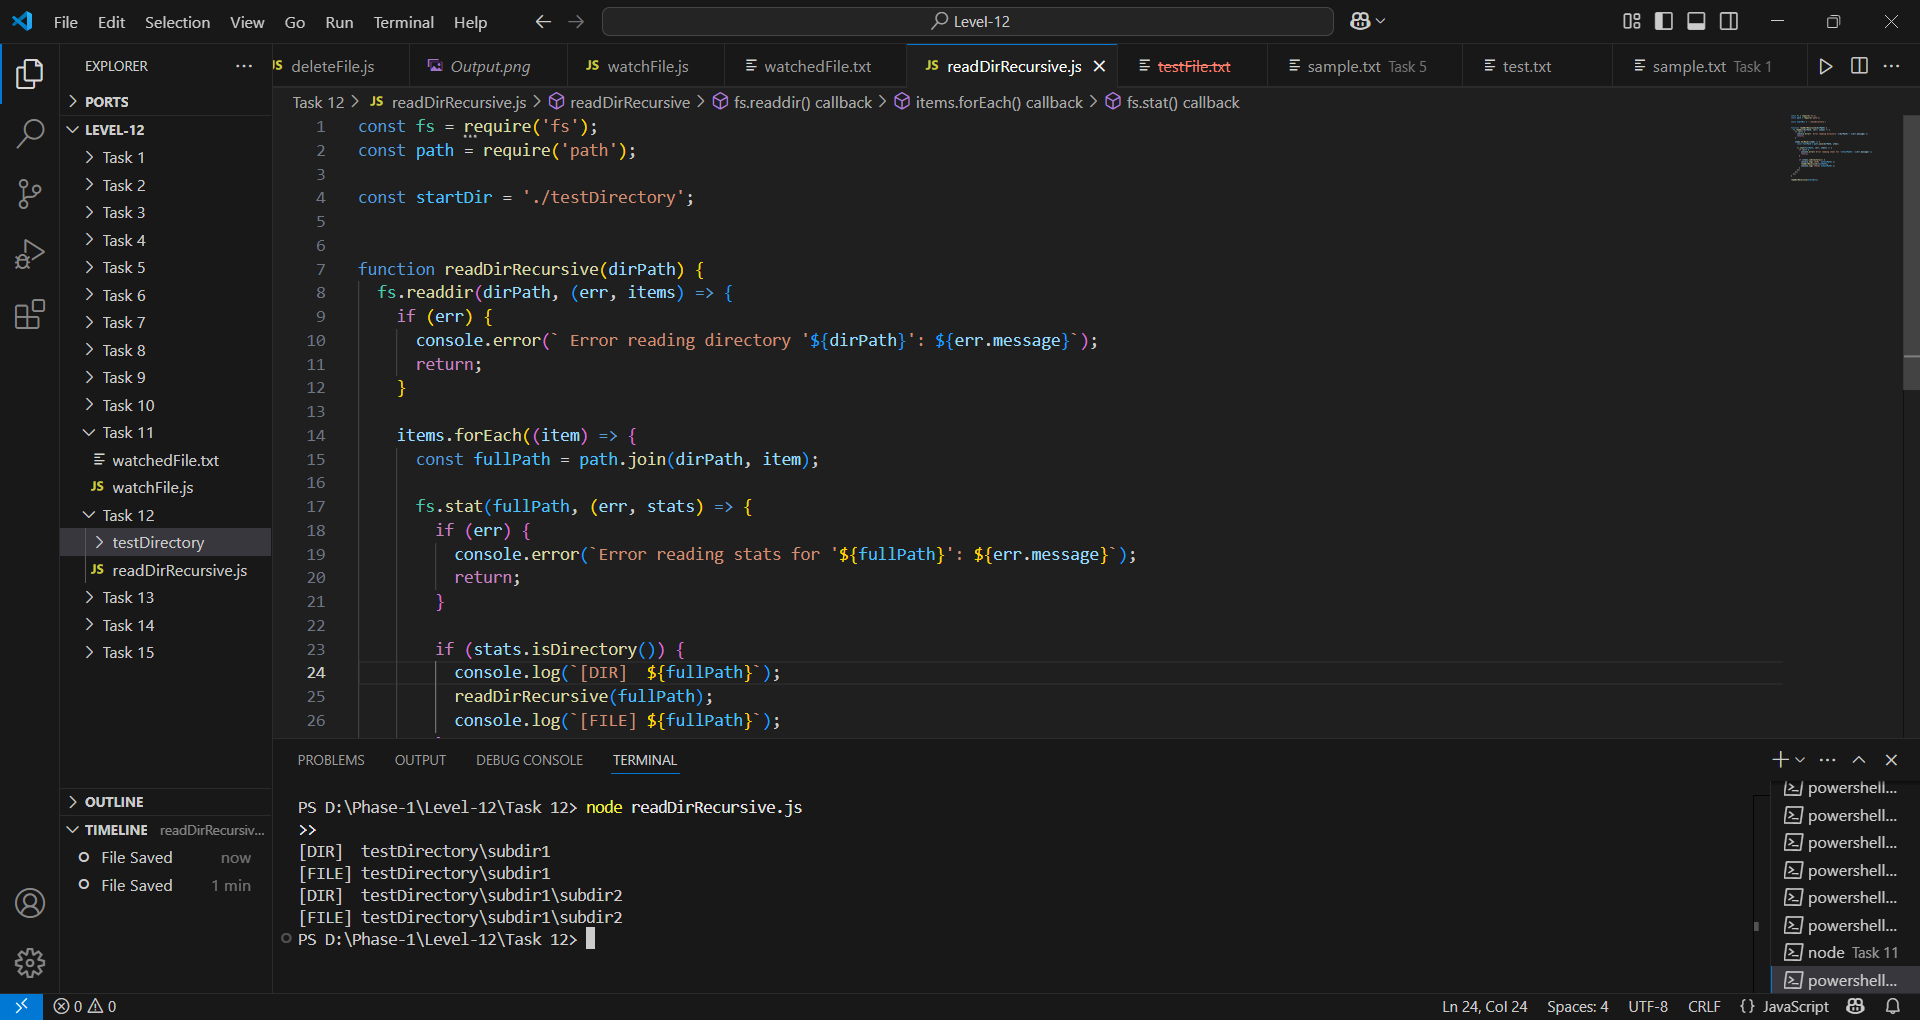 File Edit Selection View Go Run Terminal Help
Level-12
EXPLORER
PORTS
LEVEL-12
Task 1
Task 2
Task 3
Task 4
Task 5
Task 6
Task 7
Task 8
Task 9
Task 10
Task 11
watchedFile.txt
JS watchFile.js
Task 12
testDirectory
JS readDirRecursive.js
Task 13
Task 14
Task 15
OUTLINE
TIMELINE readDirRecursiv...
File Saved now
File Saved 1 min
JS deleteFile.js Output.png JS watchFile.js watchedFile.txt JS readDirRecursive.js testFile.txt sample.txt Task 5 test.txt sample.txt Task 1
Task 12 > JS readDirRecursive.js > readDirRecursive > fs.readdir() callback > items.forEach() callback > fs.stat() callback
1 const fs = require('fs');
2 const path = require('path');
3
4 const startDir = './testDirectory';
5
6
7 function readDirRecursive(dirPath) {
8 fs.readdir(dirPath, (err, items) => {
9 if (err) {
10 console.error(` Error reading directory '${dirPath}': ${err.message}`);
11 return;
12 }
13
14 items.forEach((item) => {
15 const fullPath = path.join(dirPath, item);
16
17 fs.stat(fullPath, (err, stats) => {
18 if (err) {
19 console.error(`Error reading stats for '${fullPath}': ${err.message}`);
20 return;
21 }
22
23 if (stats.isDirectory()) {
24 console.log(`[DIR]  ${fullPath}`);
25 readDirRecursive(fullPath);
26 console.log(`[FILE] ${fullPath}`);
PROBLEMS OUTPUT DEBUG CONSOLE TERMINAL
PS D:\Phase-1\Level-12\Task 12> node readDirRecursive.js
>>
[DIR]  testDirectory\subdir1
[FILE] testDirectory\subdir1
[DIR]  testDirectory\subdir1\subdir2
[FILE] testDirectory\subdir1\subdir2
PS D:\Phase-1\Level-12\Task 12>
powershell...
powershell...
powershell...
powershell...
powershell...
powershell...
node Task 11
powershell...
0 0
Ln 24, Col 24 Spaces: 4 UTF-8 CRLF {} JavaScript